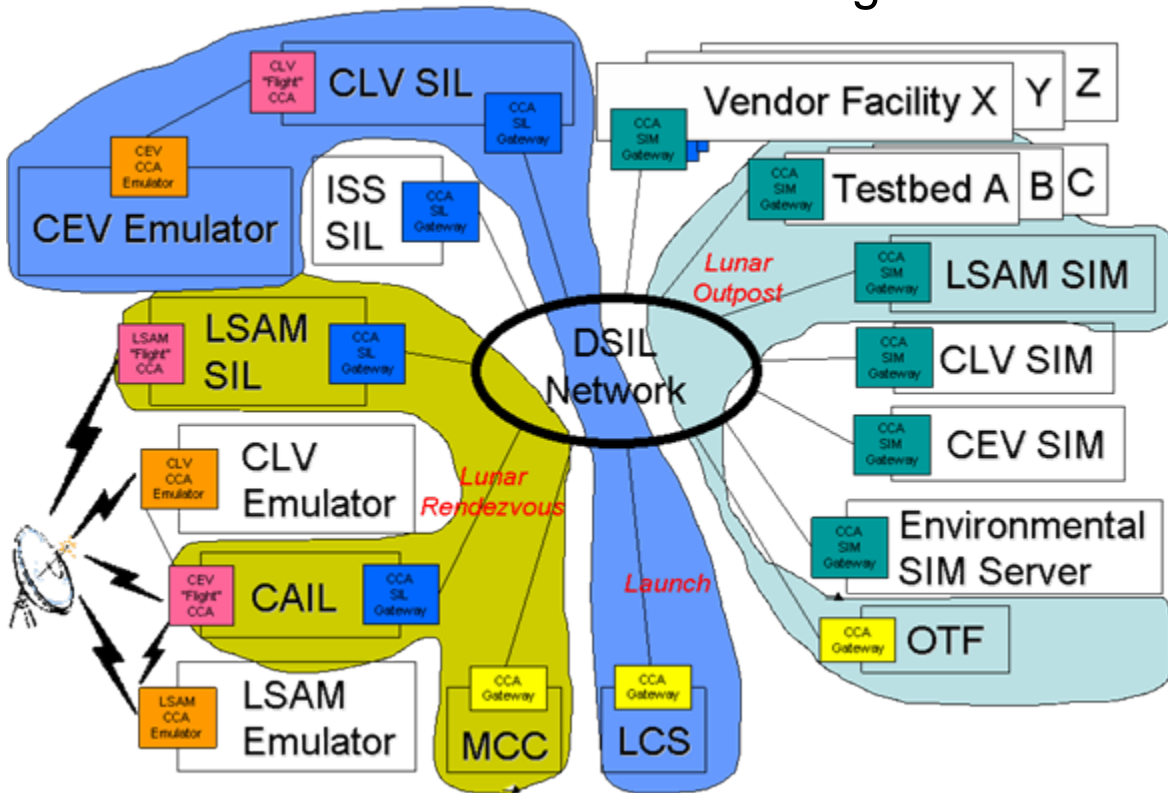 g
CLV
"Flight"
CCA
CLV SIL
CCA
SIL
Gateway
CEV
CCA
Emulator
CEV Emulator
ISS
SIL
CCA
SIL
Gateway
CCA
SIM
Gateway
Vendor Facility X
Y
Z
CCA
SIM
Gateway
Testbed A
B
C
Lunar
Outpost
CCA
SIM
Gateway
LSAM SIM
LSAM
"Flight"
CCA
LSAM
SIL
CCA
SIL
Gateway
DSIL
Network
CCA
SIM
Gateway
CLV SIM
CCA
SIM
Gateway
CEV SIM
CLV
CCA
Emulator
CLV
Emulator
Lunar
Rendezvous
CCA
SIM
Gateway
Environmental
SIM Server
CEV
"Flight"
CCA
CAIL
CCA
SIL
Gateway
Launch
CCA
Gateway
OTF
LSAM
CCA
Emulator
LSAM
Emulator
CCA
Gateway
MCC
CCA
Gateway
LCS